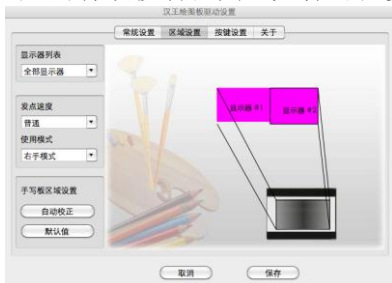 汉王绘图板驱动设置
常规设置 区域设置 按键设置 关于
显示器列表
全部显示器
发点速度
普通
使用模式
右手模式
手写板区域设置
自动校正
默认值
显示器 #1
显示器 #2
取消
保存